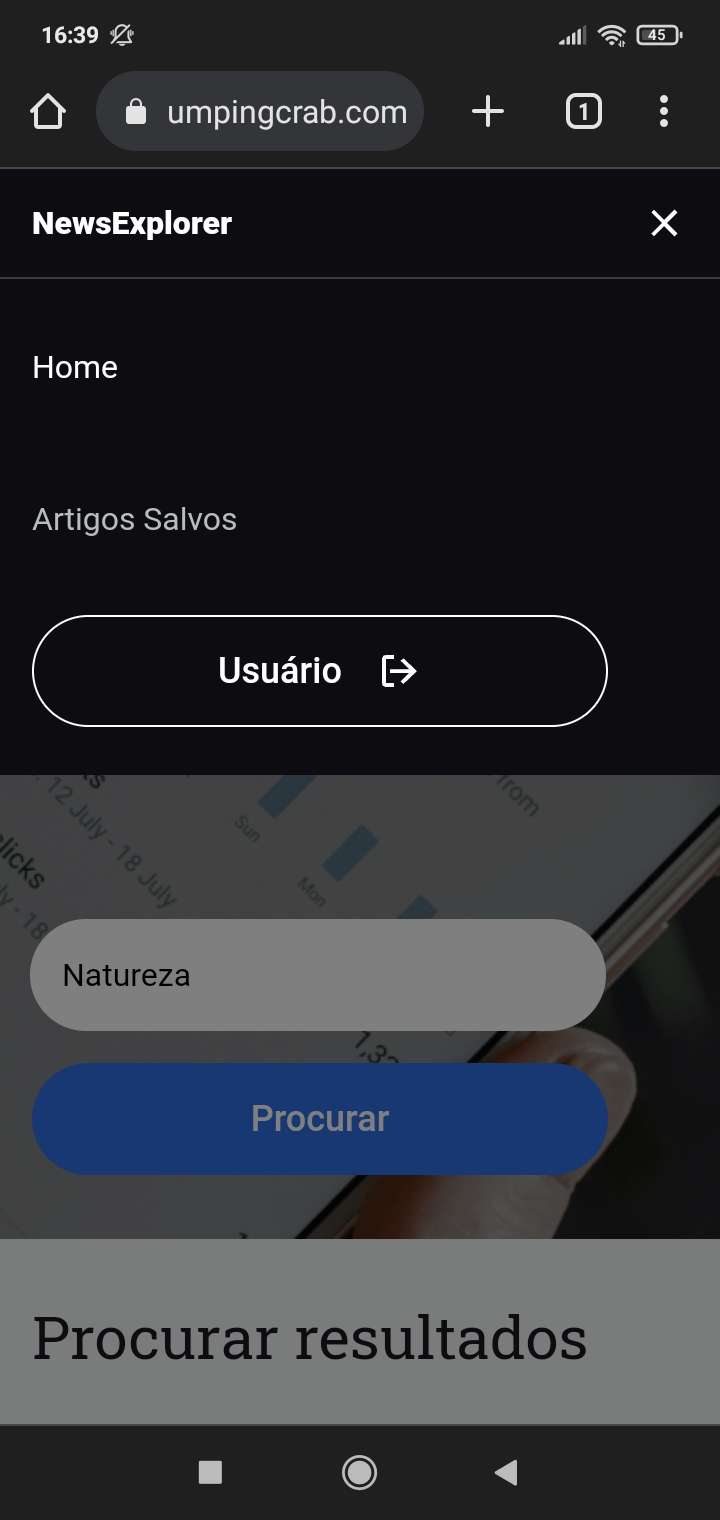 16:39
45
umpingcrab.com
1
NewsExplorer
Home
Artigos Salvos
Usuário
12 July - 18 July
Sun
Mon
from
licks
Natureza
Procurar
Procurar resultados